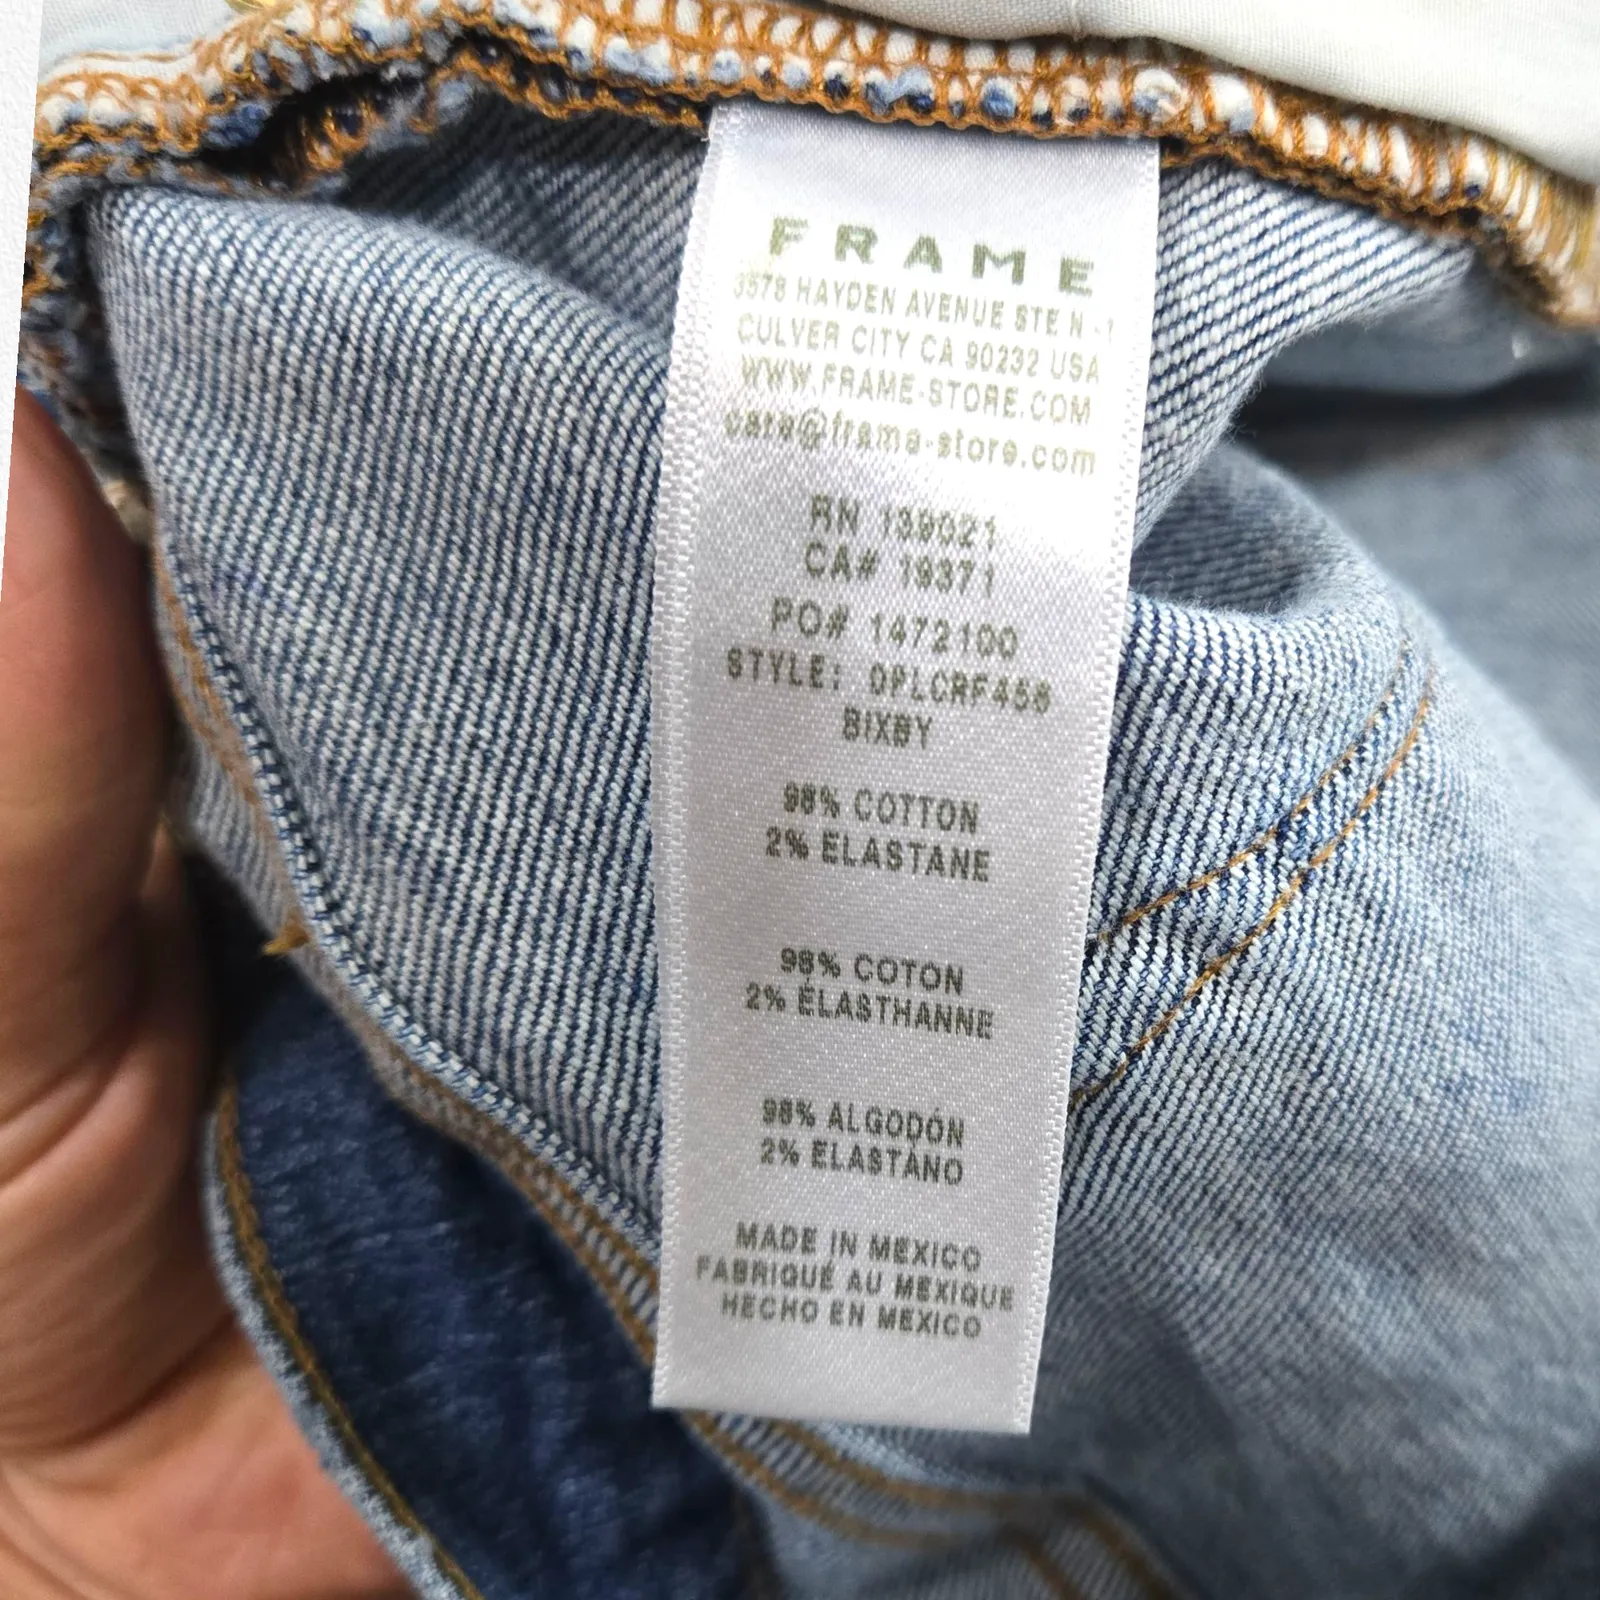 FRAME
3578 HAYDEN AVENUE STE N -1
CULVER CITY CA 90232 USA
WWW.FRAME-STORE.COM
care@frame-store.com
RN 139021
CA# 19371
PO# 1472100
STYLE: DPLCRF456
BIXBY
98% COTTON
2% ELASTANE
98% COTON
2% ÉLASTHANNE
98% ALGODÓN
2% ELASTANO
MADE IN MEXICO
FABRIQUÉ AU MEXIQUE
HECHO EN MEXICO